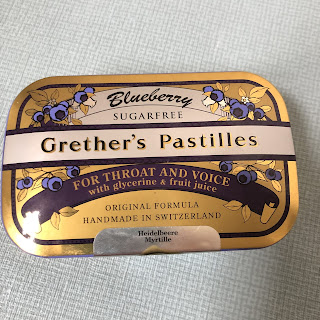 Blueberry
SUGARFREE
Grether's Pastilles
FOR THROAT AND VOICE
with glycerine & fruit juice
ORIGINAL FORMULA
HANDMADE IN SWITZERLAND
Heidelbeere
Myrtille